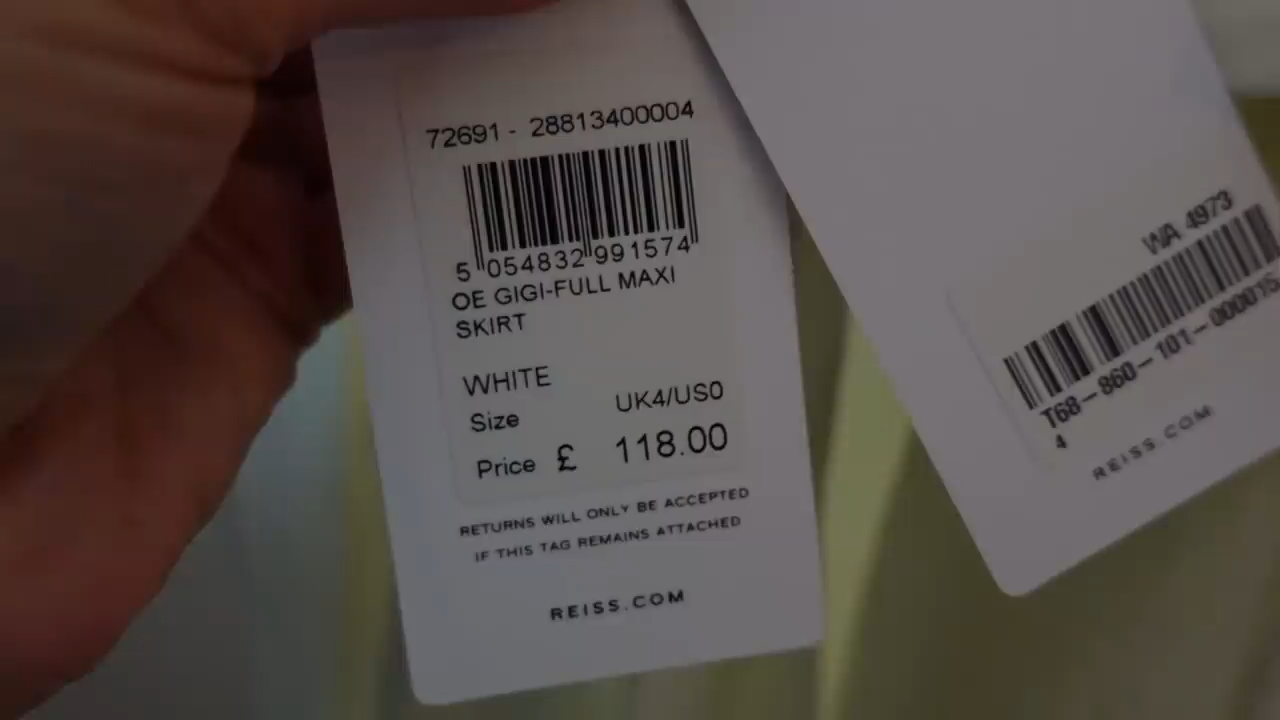 72691 - 28813400004
5 054832 991574
OE GIGI-FULL MAXI
SKIRT
WHITE
Size UK4/US0
Price £ 118.00
RETURNS WILL ONLY BE ACCEPTED
IF THIS TAG REMAINS ATTACHED
REISS.COM
WA 4973
T68-860-101-000015
4
REISS.COM